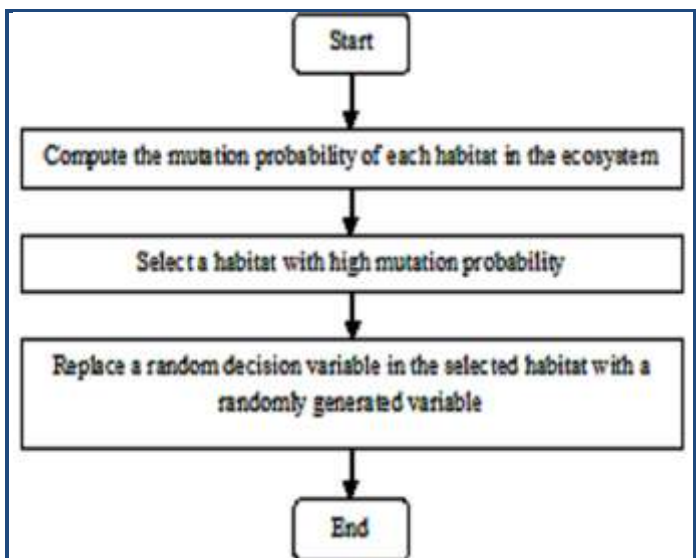 Start
Compute the mutation probability of each habitat in the ecosystem
Select a habitat with high mutation probability
Replace a random decision variable in the selected habitat with a
randomly generated variable
End